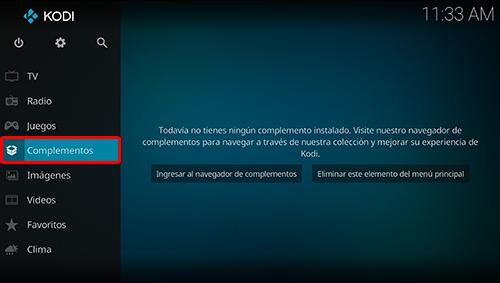 KODI
11:33 AM
TV
Radio
Juegos
Complementos
Imágenes
Videos
Favoritos
Clima
Todavía no tienes ningún complemento instalado. Visite nuestro navegador de
complementos para navegar a través de nuestra colección y mejorar su experiencia de
Kodi.
Ingresar al navegador de complementos
Eliminar este elemento del menú principal